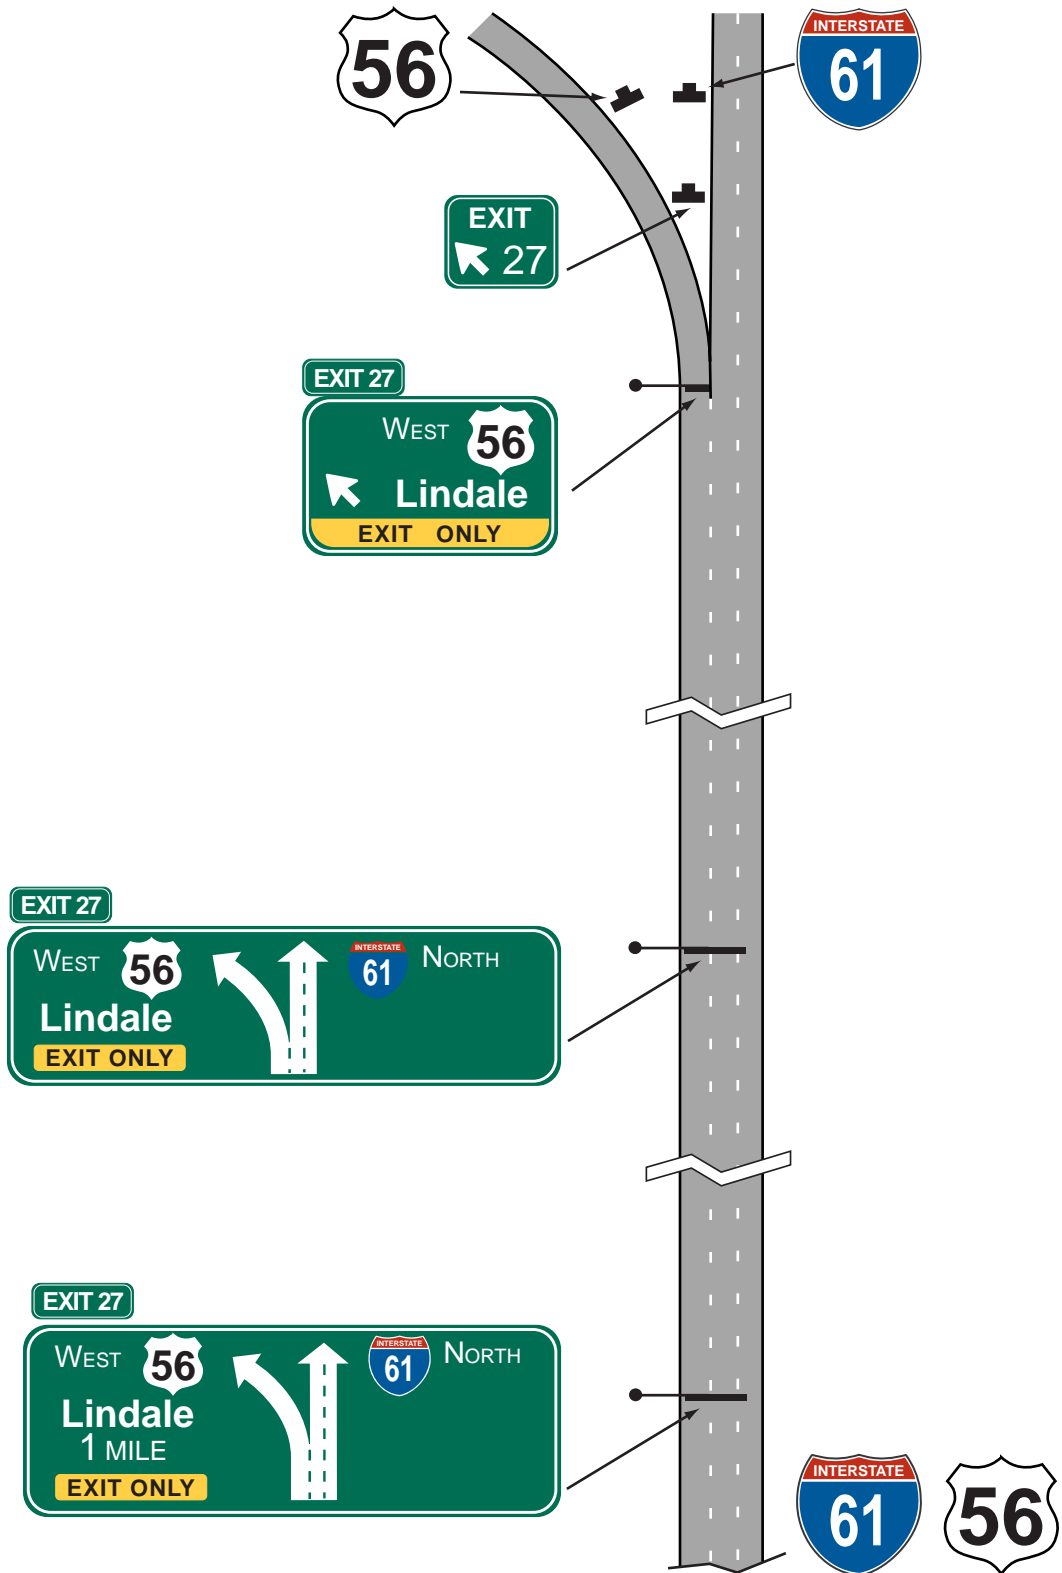 56
INTERSTATE
61
EXIT
27
EXIT 27
WEST 56
Lindale
EXIT ONLY
EXIT 27
WEST 56 INTERSTATE 61 NORTH
Lindale
EXIT ONLY
EXIT 27
WEST 56 INTERSTATE 61 NORTH
Lindale
1 MILE
EXIT ONLY
INTERSTATE
61 56